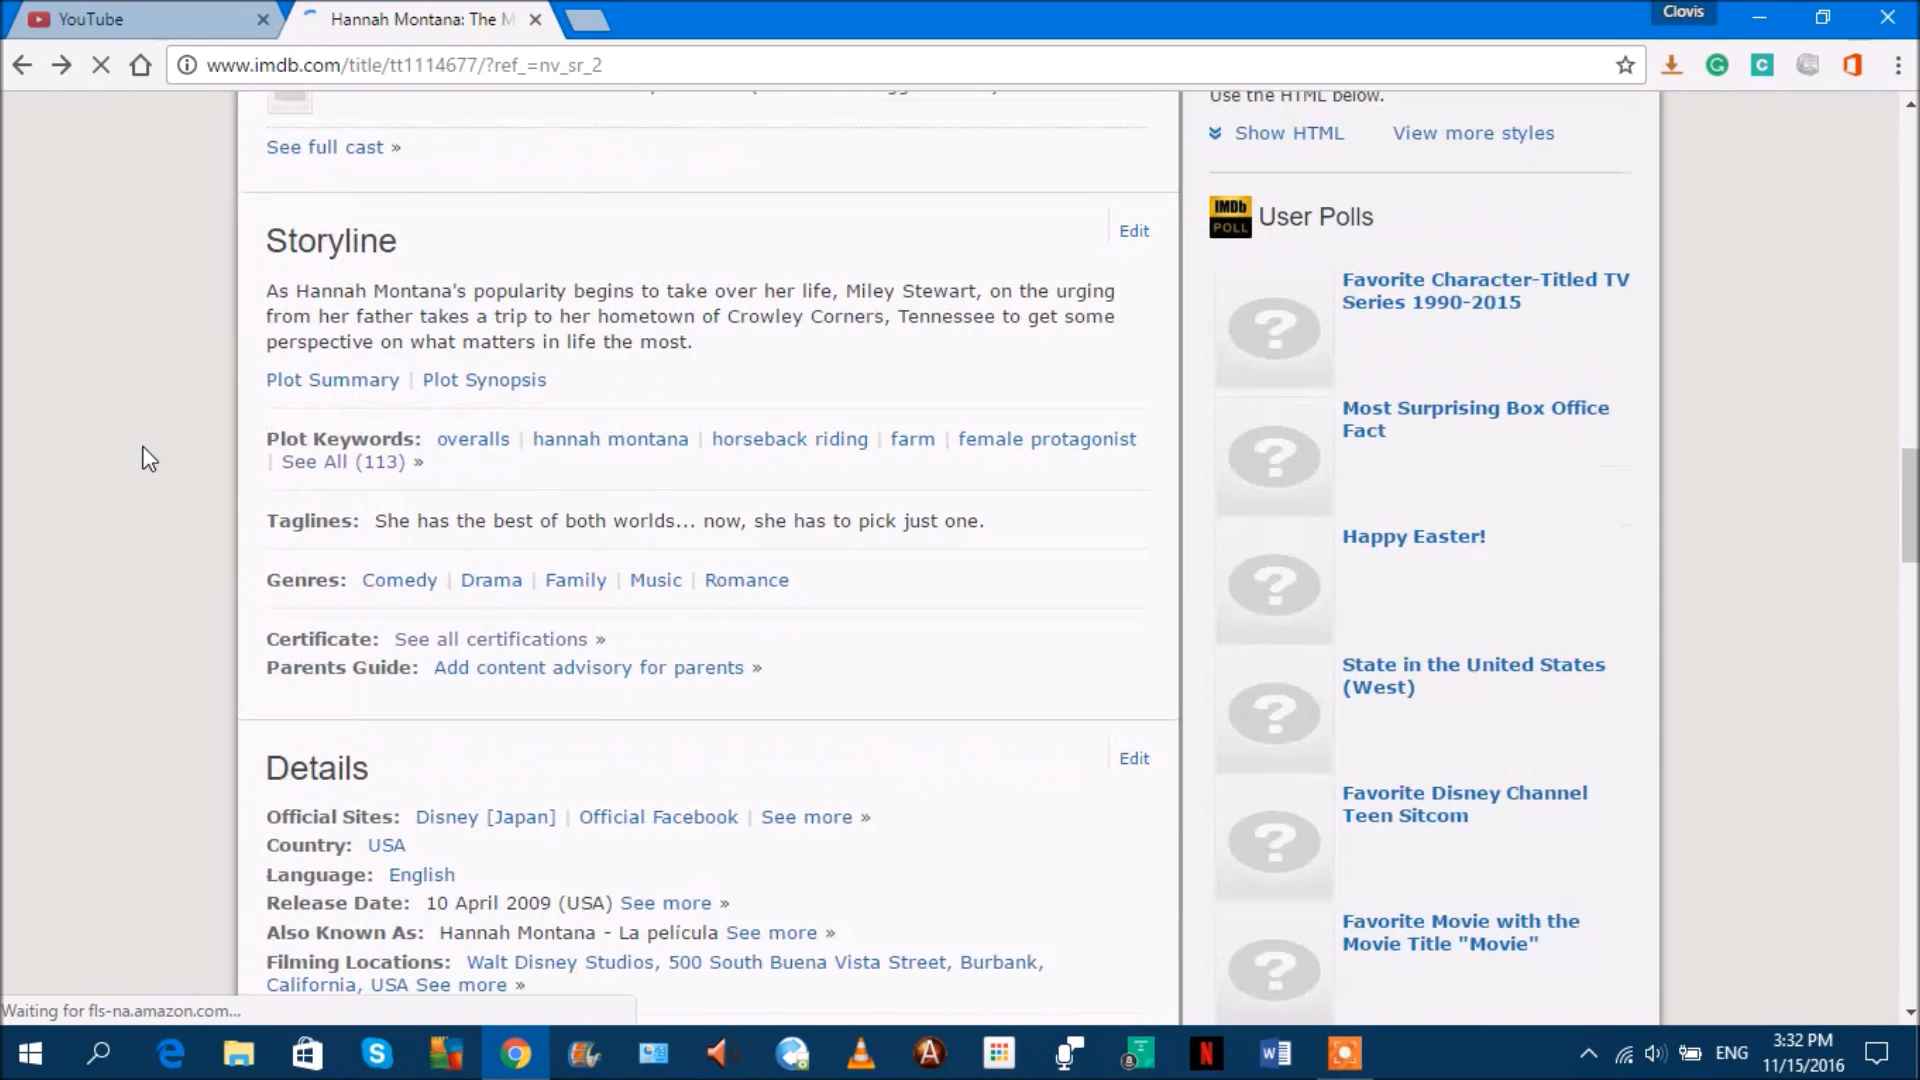 YouTube
Hannah Montana: The M
Clovis
www.imdb.com/title/tt1114677/?ref_=nv_sr_2
See full cast »
Storyline
Edit
As Hannah Montana's popularity begins to take over her life, Miley Stewart, on the urging
from her father takes a trip to her hometown of Crowley Corners, Tennessee to get some
perspective on what matters in life the most.
Plot Summary | Plot Synopsis
Plot Keywords: overalls | hannah montana | horseback riding | farm | female protagonist
| See All (113) »
Taglines: She has the best of both worlds... now, she has to pick just one.
Genres: Comedy | Drama | Family | Music | Romance
Certificate: See all certifications »
Parents Guide: Add content advisory for parents »
Details
Edit
Official Sites: Disney [Japan] | Official Facebook | See more »
Country: USA
Language: English
Release Date: 10 April 2009 (USA) See more »
Also Known As: Hannah Montana - La película See more »
Filming Locations: Walt Disney Studios, 500 South Buena Vista Street, Burbank,
California, USA See more »
Use the HTML below.
Show HTML View more styles
IMDb
POLL
User Polls
Favorite Character-Titled TV
Series 1990-2015
Most Surprising Box Office
Fact
Happy Easter!
State in the United States
(West)
Favorite Disney Channel
Teen Sitcom
Favorite Movie with the
Movie Title "Movie"
Waiting for fls-na.amazon.com...
ENG
3:32 PM
11/15/2016